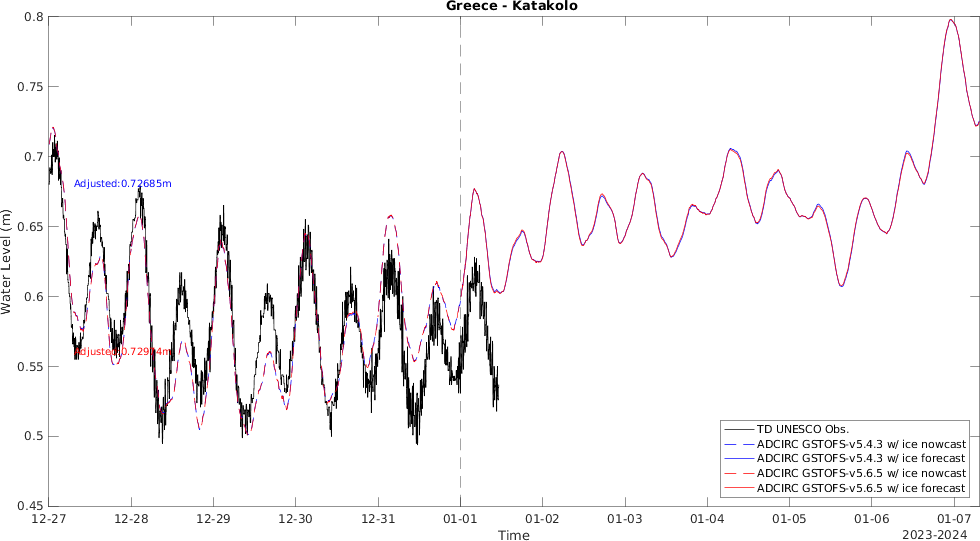 Greece - Katakolo
0.8
0.75
0.7
0.65
0.6
0.55
0.5
0.45
Water Level (m)
Adjusted:0.72685m
Adjusted:0.72904m
TD UNESCO Obs.
ADCIRC GSTOFS-v5.4.3 w/ ice nowcast
ADCIRC GSTOFS-v5.4.3 w/ ice forecast
ADCIRC GSTOFS-v5.6.5 w/ ice nowcast
ADCIRC GSTOFS-v5.6.5 w/ ice forecast
12-27 12-28 12-29 12-30 12-31 01-01 01-02 01-03 01-04 01-05 01-06 01-07
Time
2023-2024